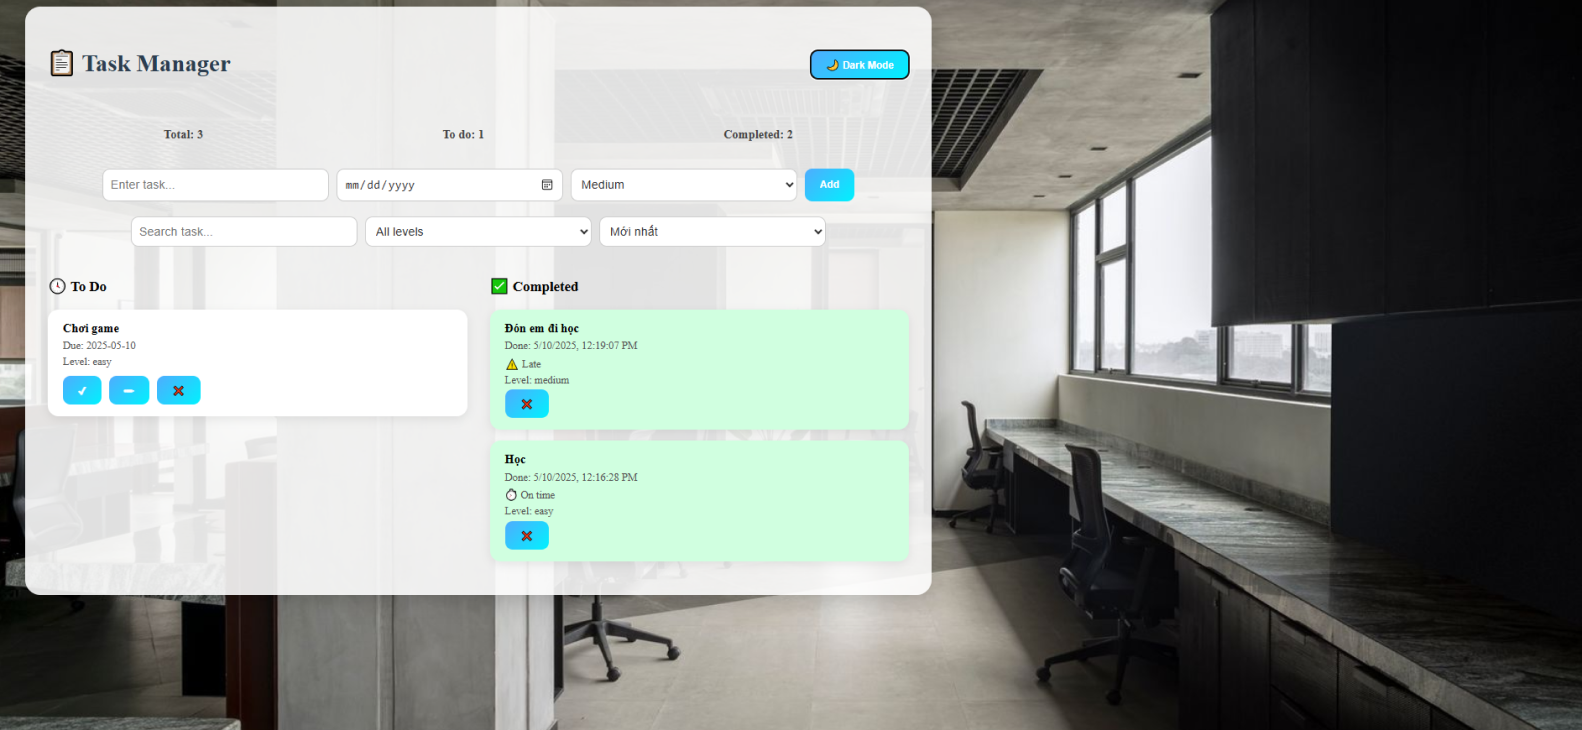 Task Manager
Dark Mode
Total: 3
To do: 1
Completed: 2
Enter task...
mm/dd/yyyy
Medium
Add
Search task...
All levels
Mới nhất
To Do
Chơi game
Due: 2025-05-10
Level: easy
Completed
Đón em đi học
Done: 5/10/2025, 12:19:07 PM
Late
Level: medium
Học
Done: 5/10/2025, 12:16:28 PM
On time
Level: easy